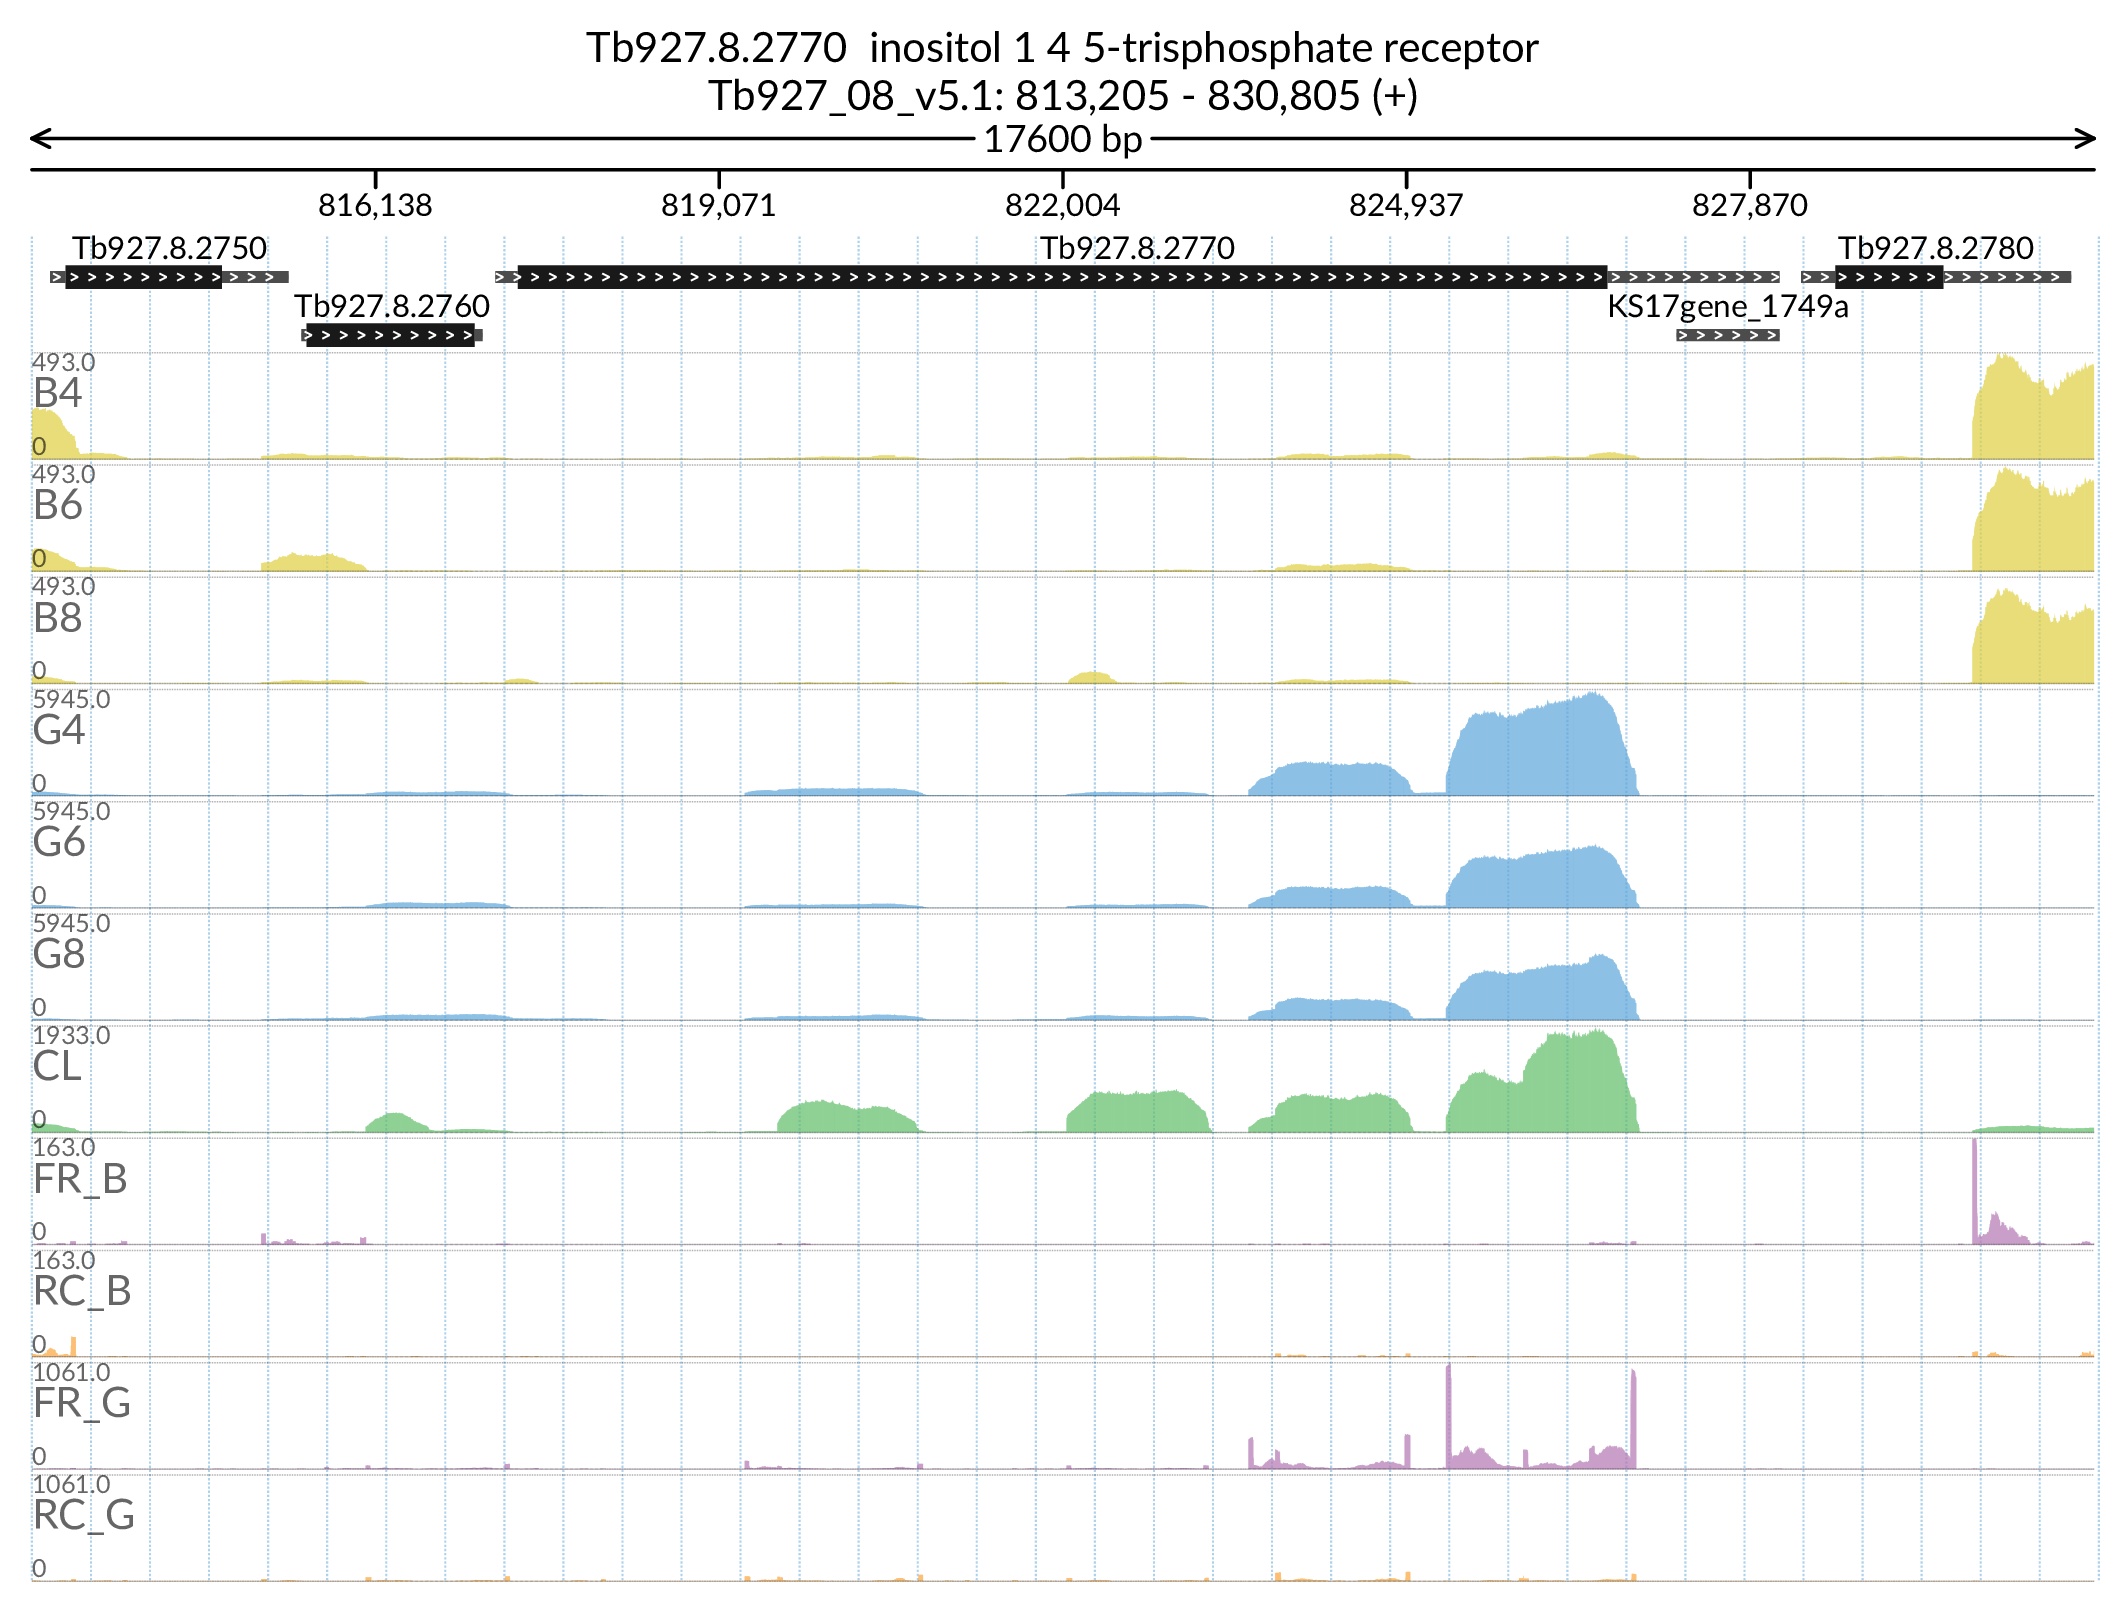 Tb927.8.2770  inositol 1 4 5-trisphosphate receptor
Tb927_08_v5.1: 813,205 - 830,805 (+)
17600 bp
816,138 819,071 822,004 824,937 827,870
Tb927.8.2750 Tb927.8.2770 Tb927.8.2780
Tb927.8.2760 KS17gene_1749a
493.0
B4
0
493.0
B6
0
493.0
B8
0
5945.0
G4
0
5945.0
G6
0
5945.0
G8
0
1933.0
CL
0
163.0
FR_B
0
163.0
RC_B
0
1061.0
FR_G
0
1061.0
RC_G
0